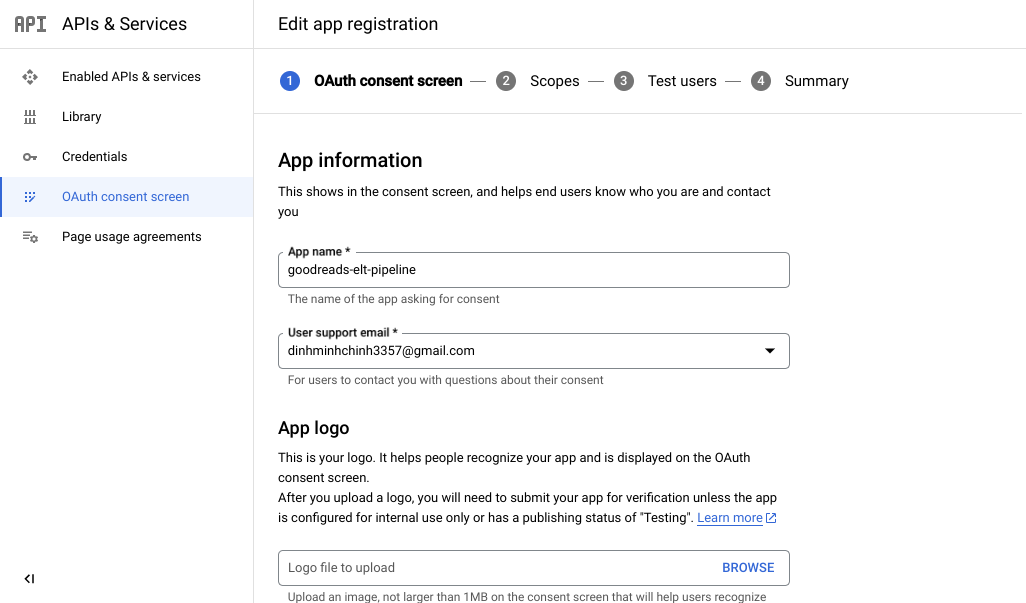 API APIs & Services
Edit app registration
Enabled APIs & services
Library
Credentials
OAuth consent screen
Page usage agreements
1 OAuth consent screen — 2 Scopes — 3 Test users — 4 Summary
App information
This shows in the consent screen, and helps end users know who you are and contact
you
App name *
goodreads-elt-pipeline
The name of the app asking for consent
User support email *
dinhminhchinh3357@gmail.com
For users to contact you with questions about their consent
App logo
This is your logo. It helps people recognize your app and is displayed on the OAuth
consent screen.
After you upload a logo, you will need to submit your app for verification unless the app
is configured for internal use only or has a publishing status of "Testing". Learn more
Logo file to upload BROWSE
Upload an image, not larger than 1MB on the consent screen that will help users recognize